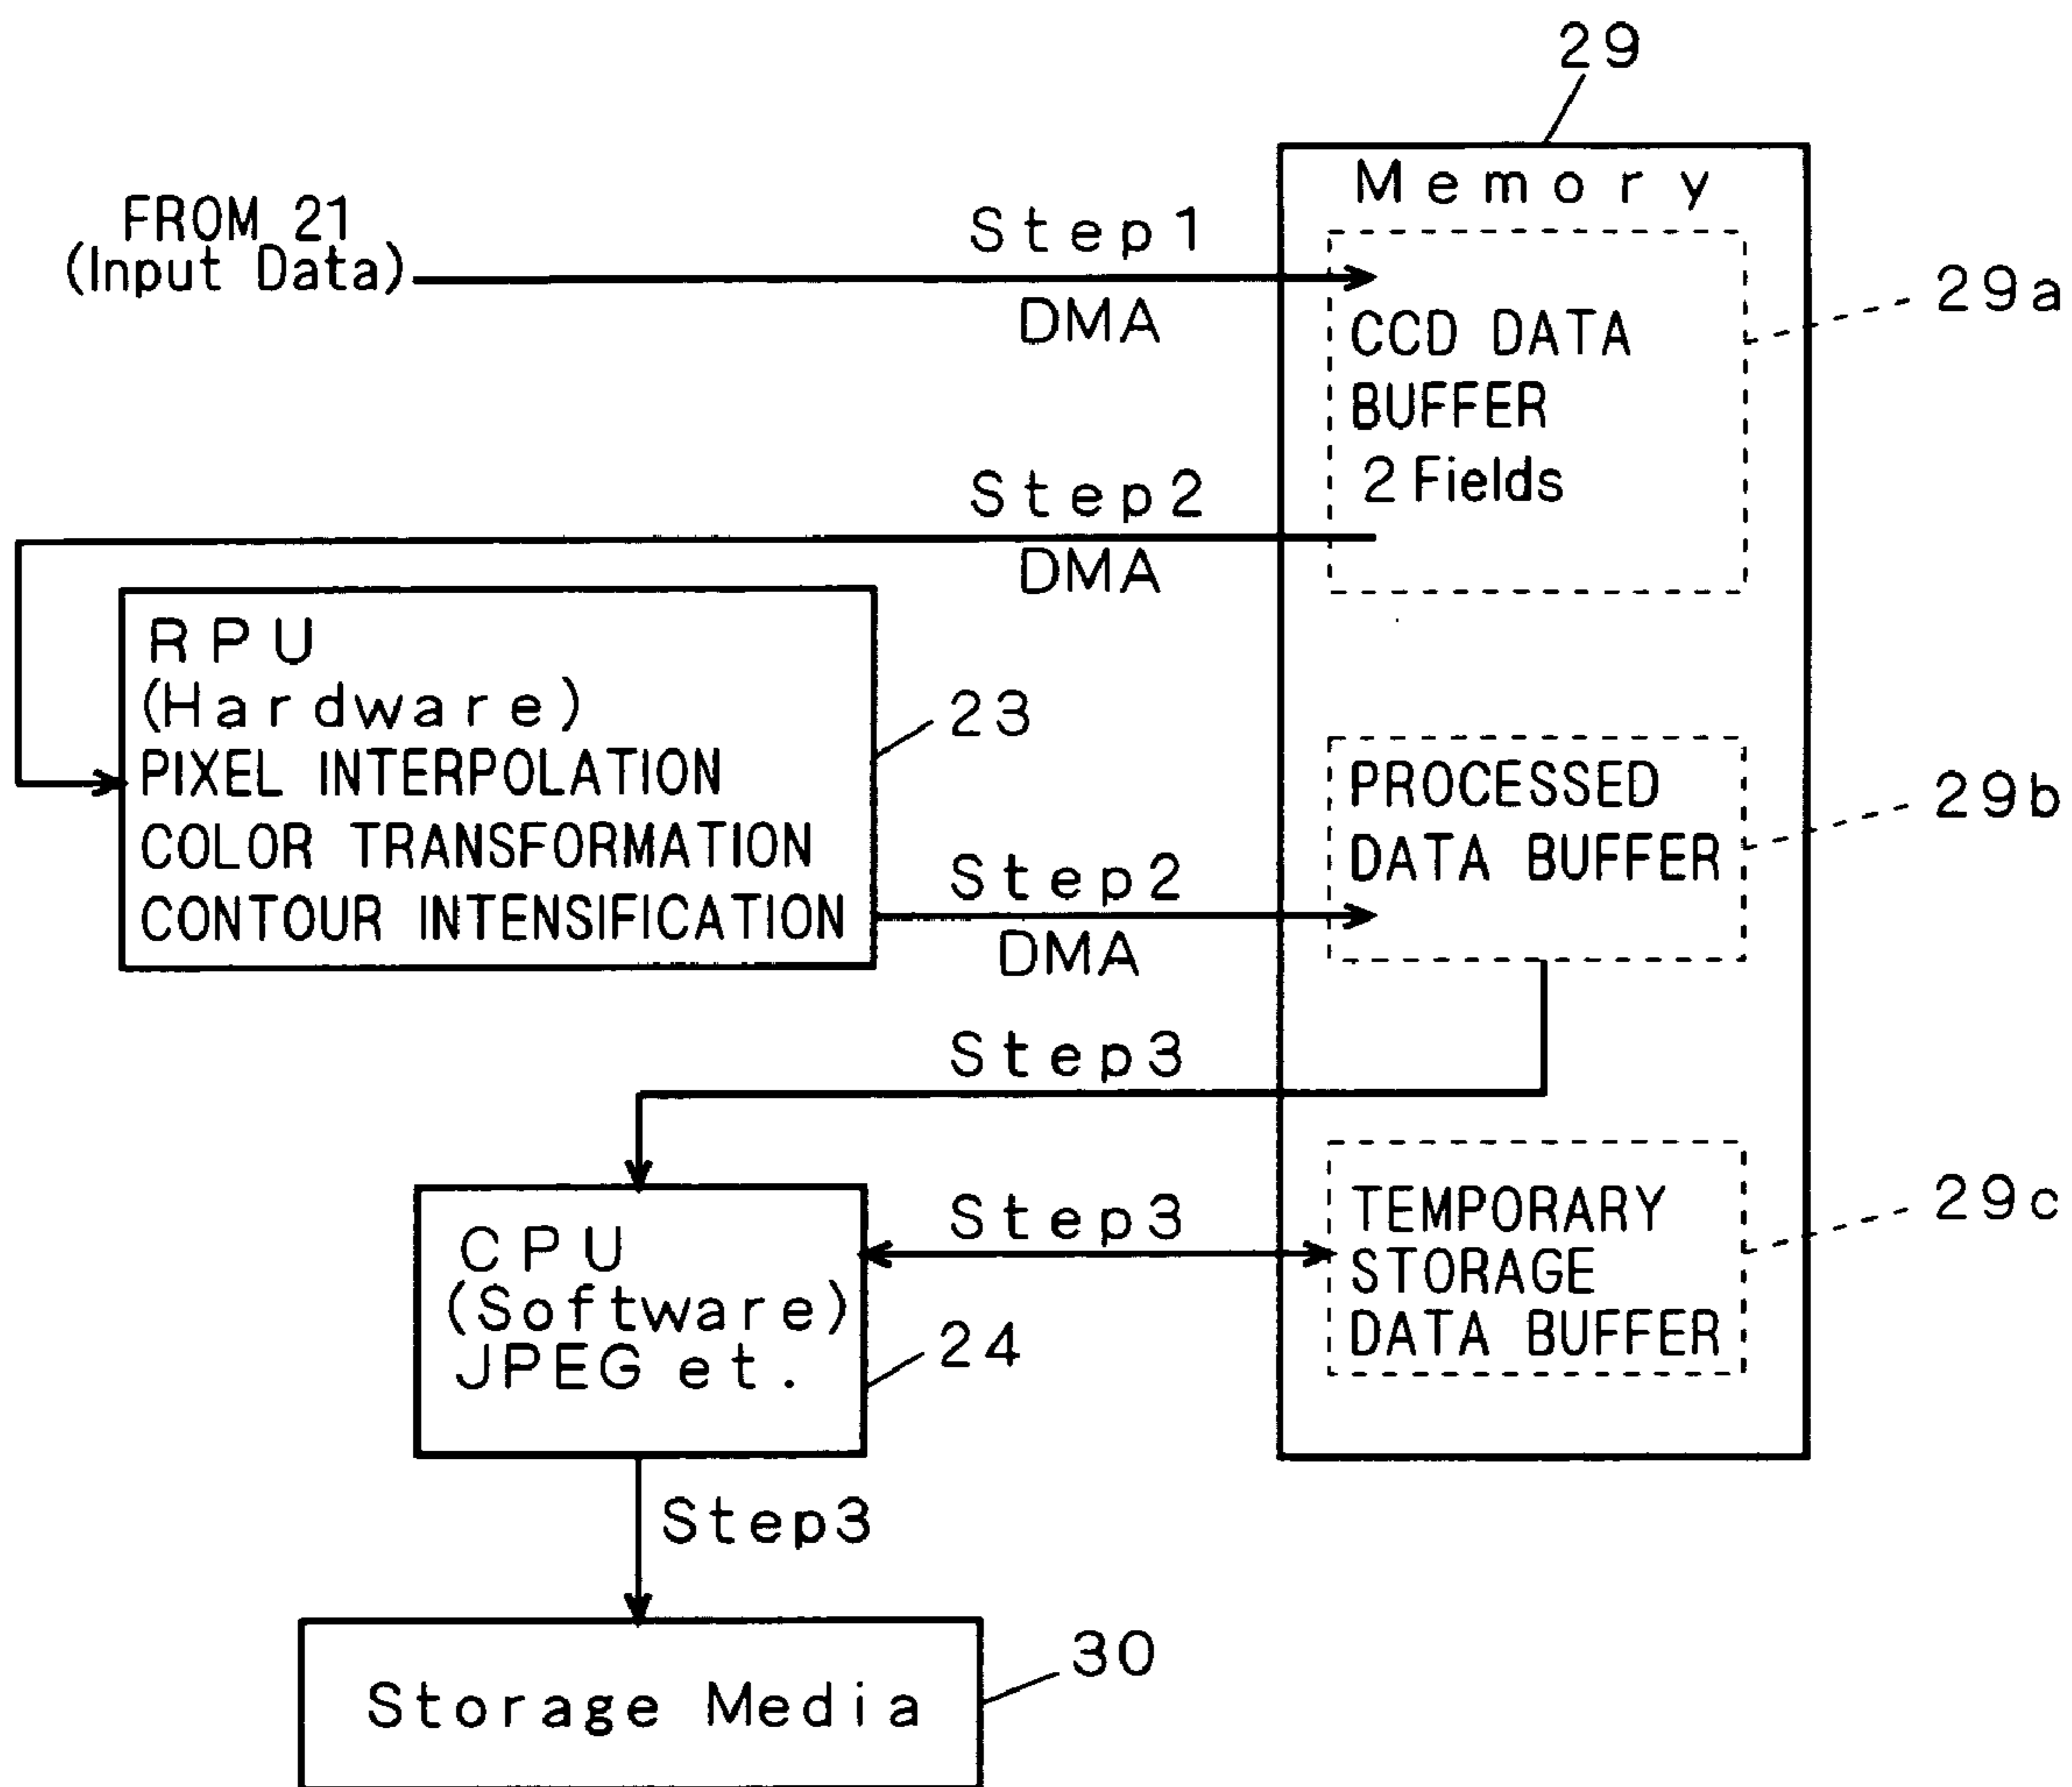 29
Memory
FROM 21
(Input Data)
Step1
DMA
29a
CCD DATA
BUFFER
2 Fields
Step2
DMA
RPU
(Hardware)
PIXEL INTERPOLATION
COLOR TRANSFORMATION
CONTOUR INTENSIFICATION
23
PROCESSED
DATA BUFFER
29b
Step2
DMA
Step3
CPU
(Software)
JPEG et.
24
Step3
TEMPORARY
STORAGE
DATA BUFFER
29c
Step3
Storage Media
30